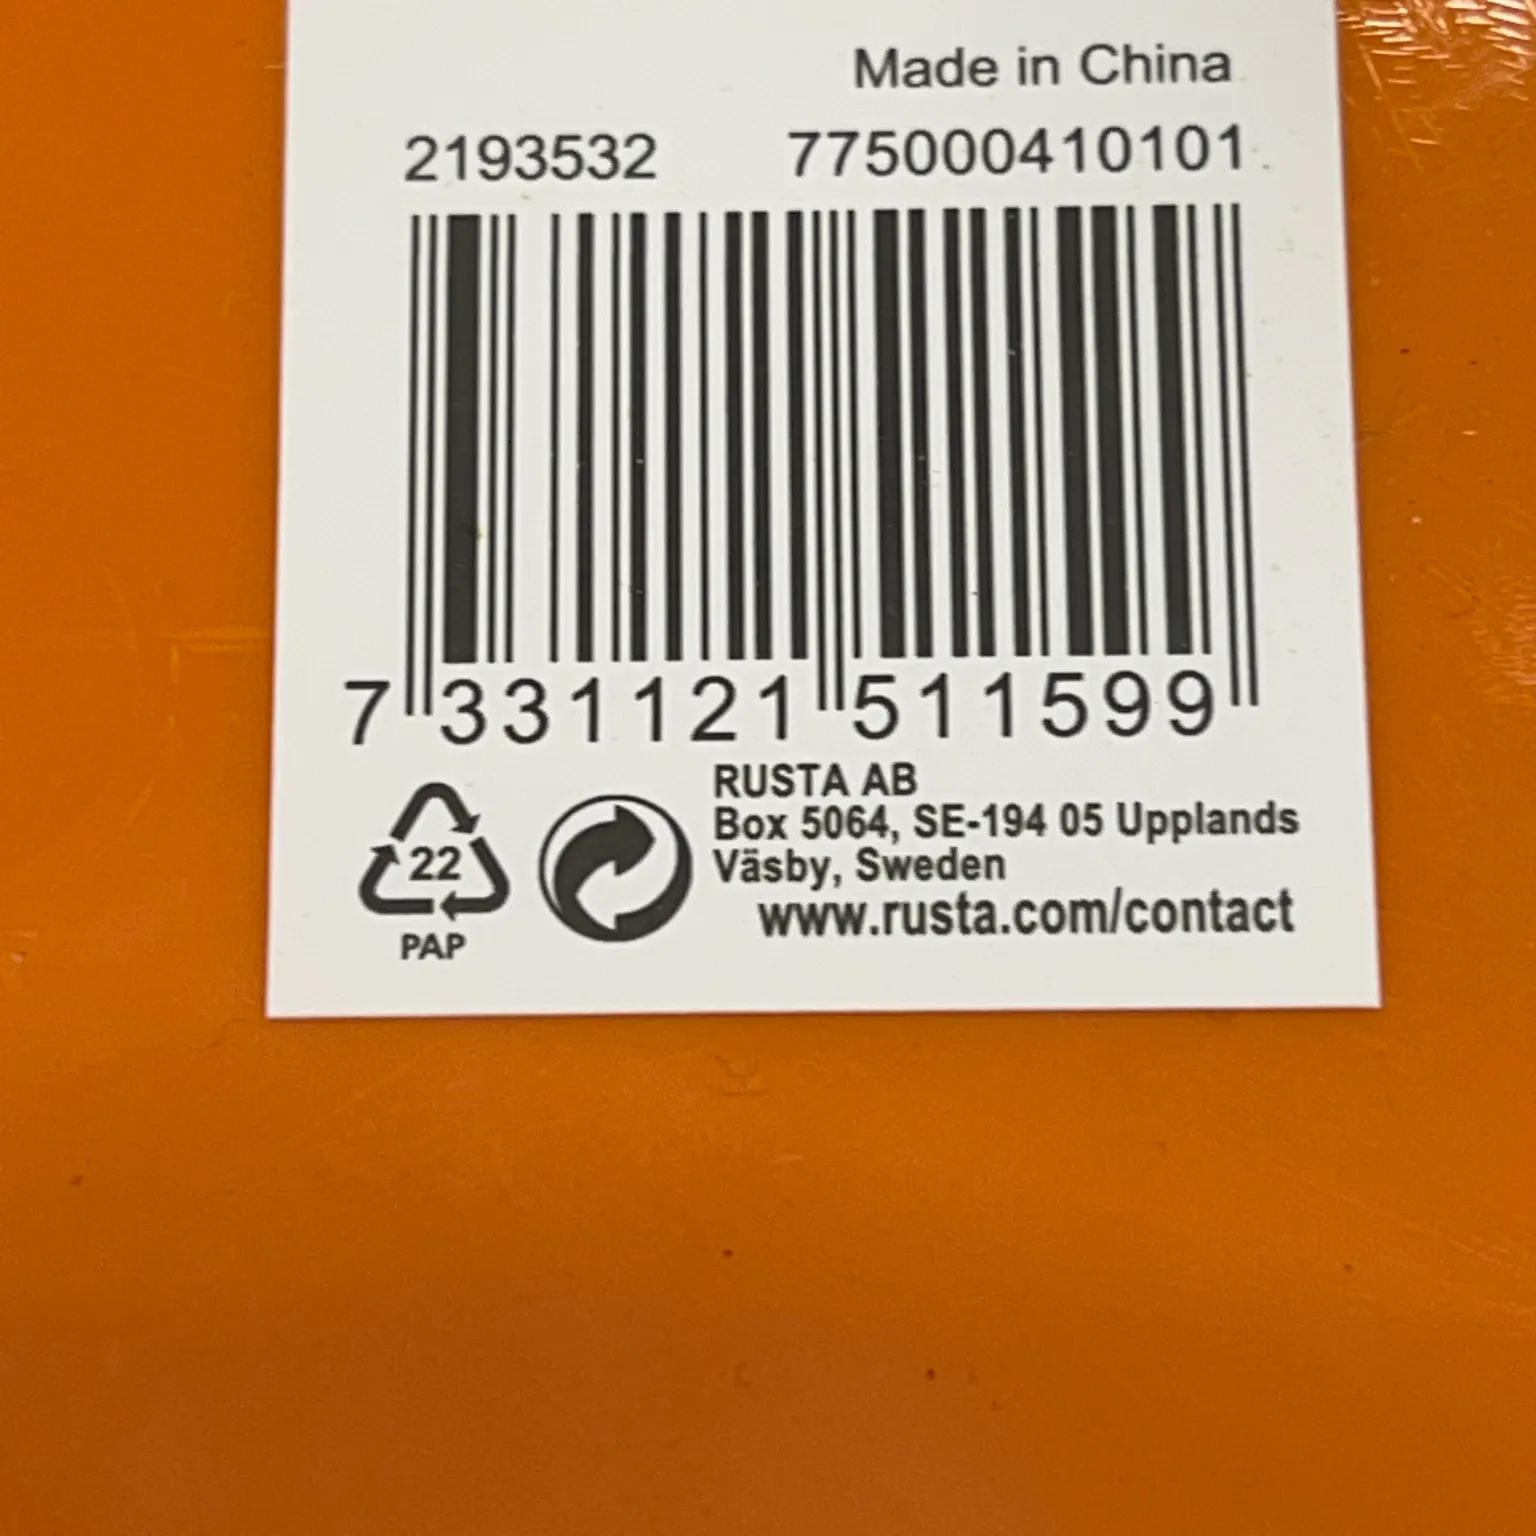 Made in China
2193532 775000410101
7 331121 511599
RUSTA AB
Box 5064, SE-194 05 Upplands
Väsby, Sweden
www.rusta.com/contact
22
PAP